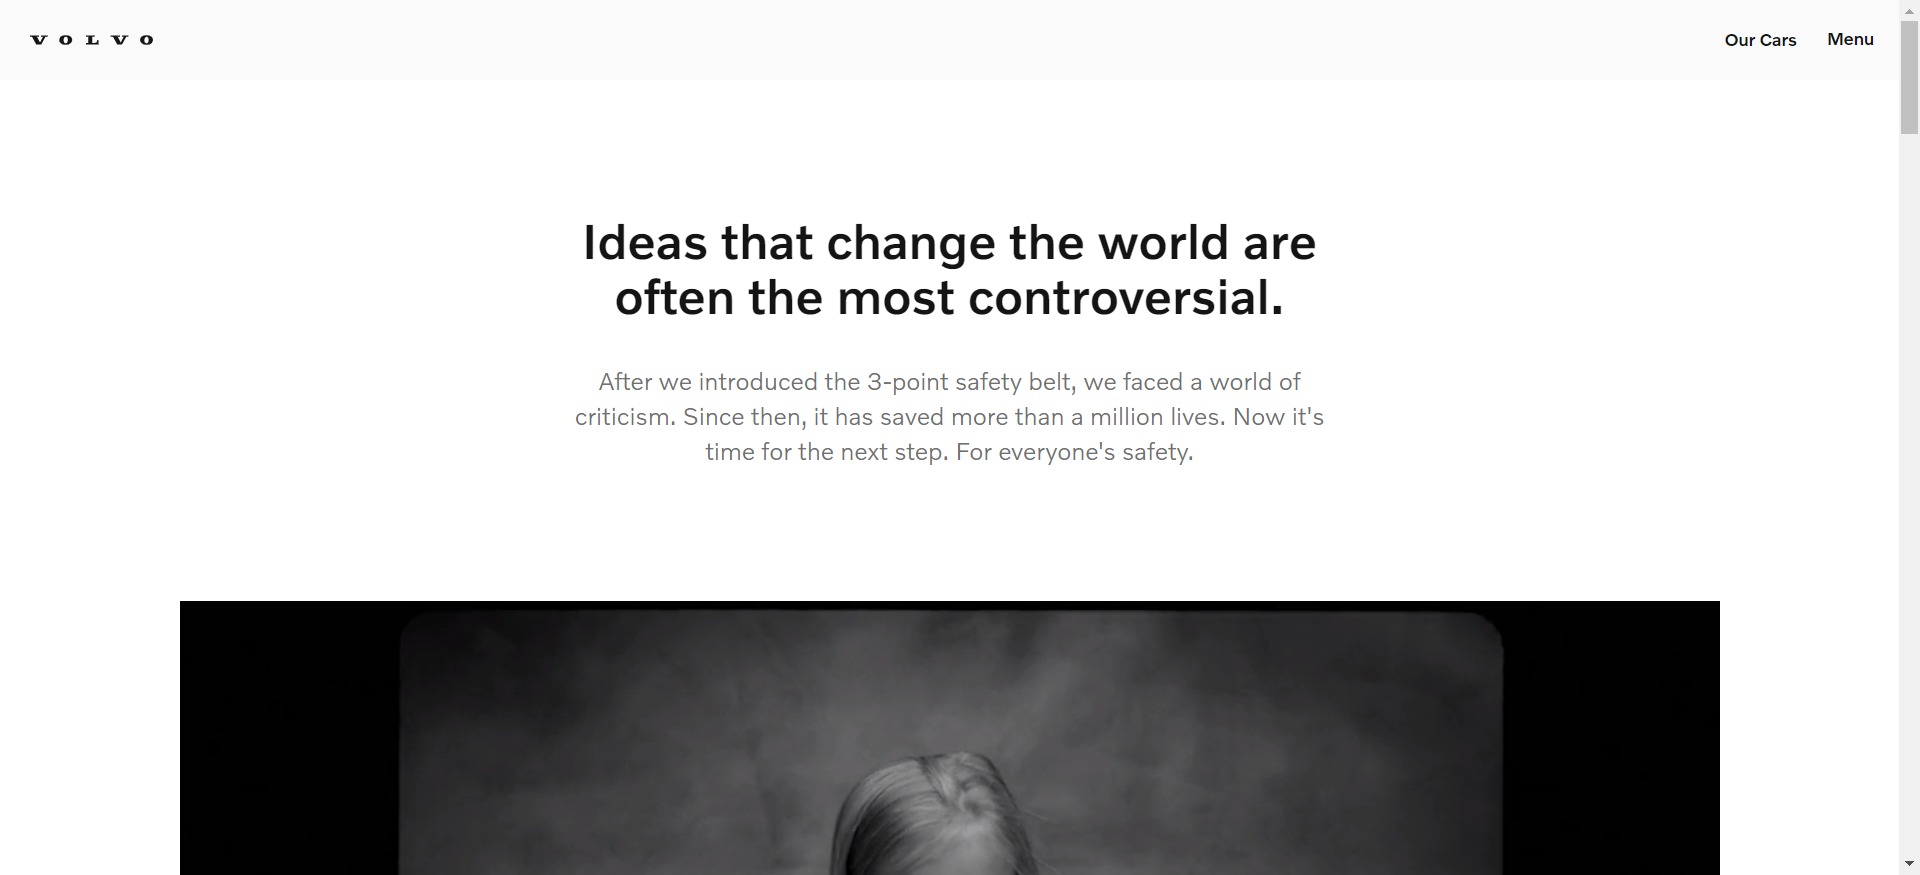 VOLVO
Our Cars
Menu
Ideas that change the world are
often the most controversial.
After we introduced the 3-point safety belt, we faced a world of
criticism. Since then, it has saved more than a million lives. Now it's
time for the next step. For everyone's safety.